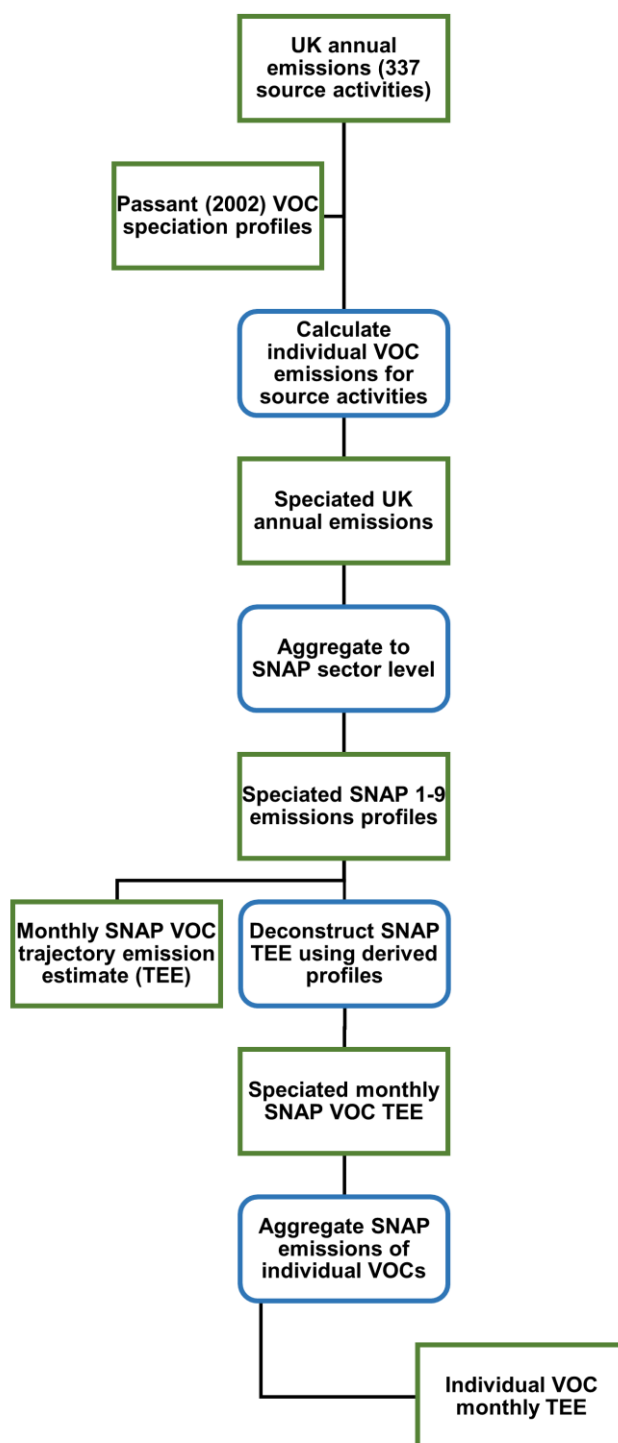 UK annual
emissions (337
source activities)
Passant (2002) VOC
speciation profiles
Calculate
individual VOC
emissions for
source activities
Speciated UK
annual emissions
Aggregate to
SNAP sector level
Speciated SNAP 1-9
emissions profiles
Monthly SNAP VOC
trajectory emission
estimate (TEE)
Deconstruct SNAP
TEE using derived
profiles
Speciated monthly
SNAP VOC TEE
Aggregate SNAP
emissions of
individual VOCs
Individual VOC
monthly TEE